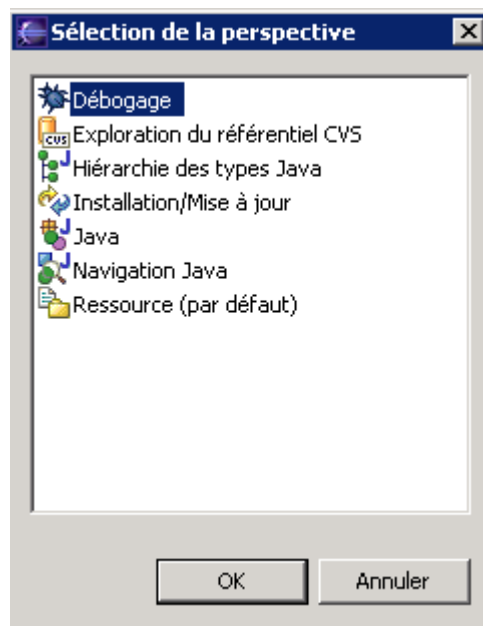 Sélection de la perspective
Débogage
CVS Exploration du référentiel CVS
Hiérarchie des types Java
Installation/Mise à jour
Java
Navigation Java
Ressource (par défaut)
OK Annuler